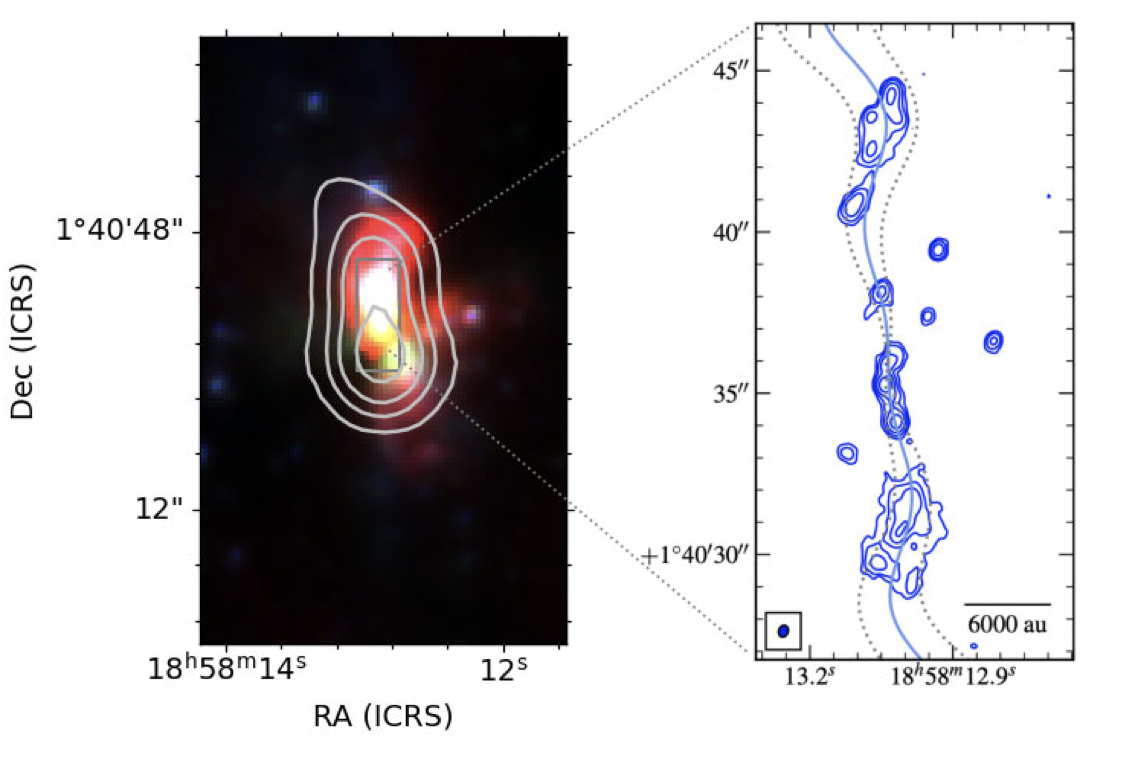 1°40'48"
12"
Dec (ICRS)
18ʰ58ᵐ14ˢ
12ˢ
RA (ICRS)
45″
40″
35″
+1°40′30″
6000 au
13.2ˢ
18ʰ58ᵐ12.9ˢ